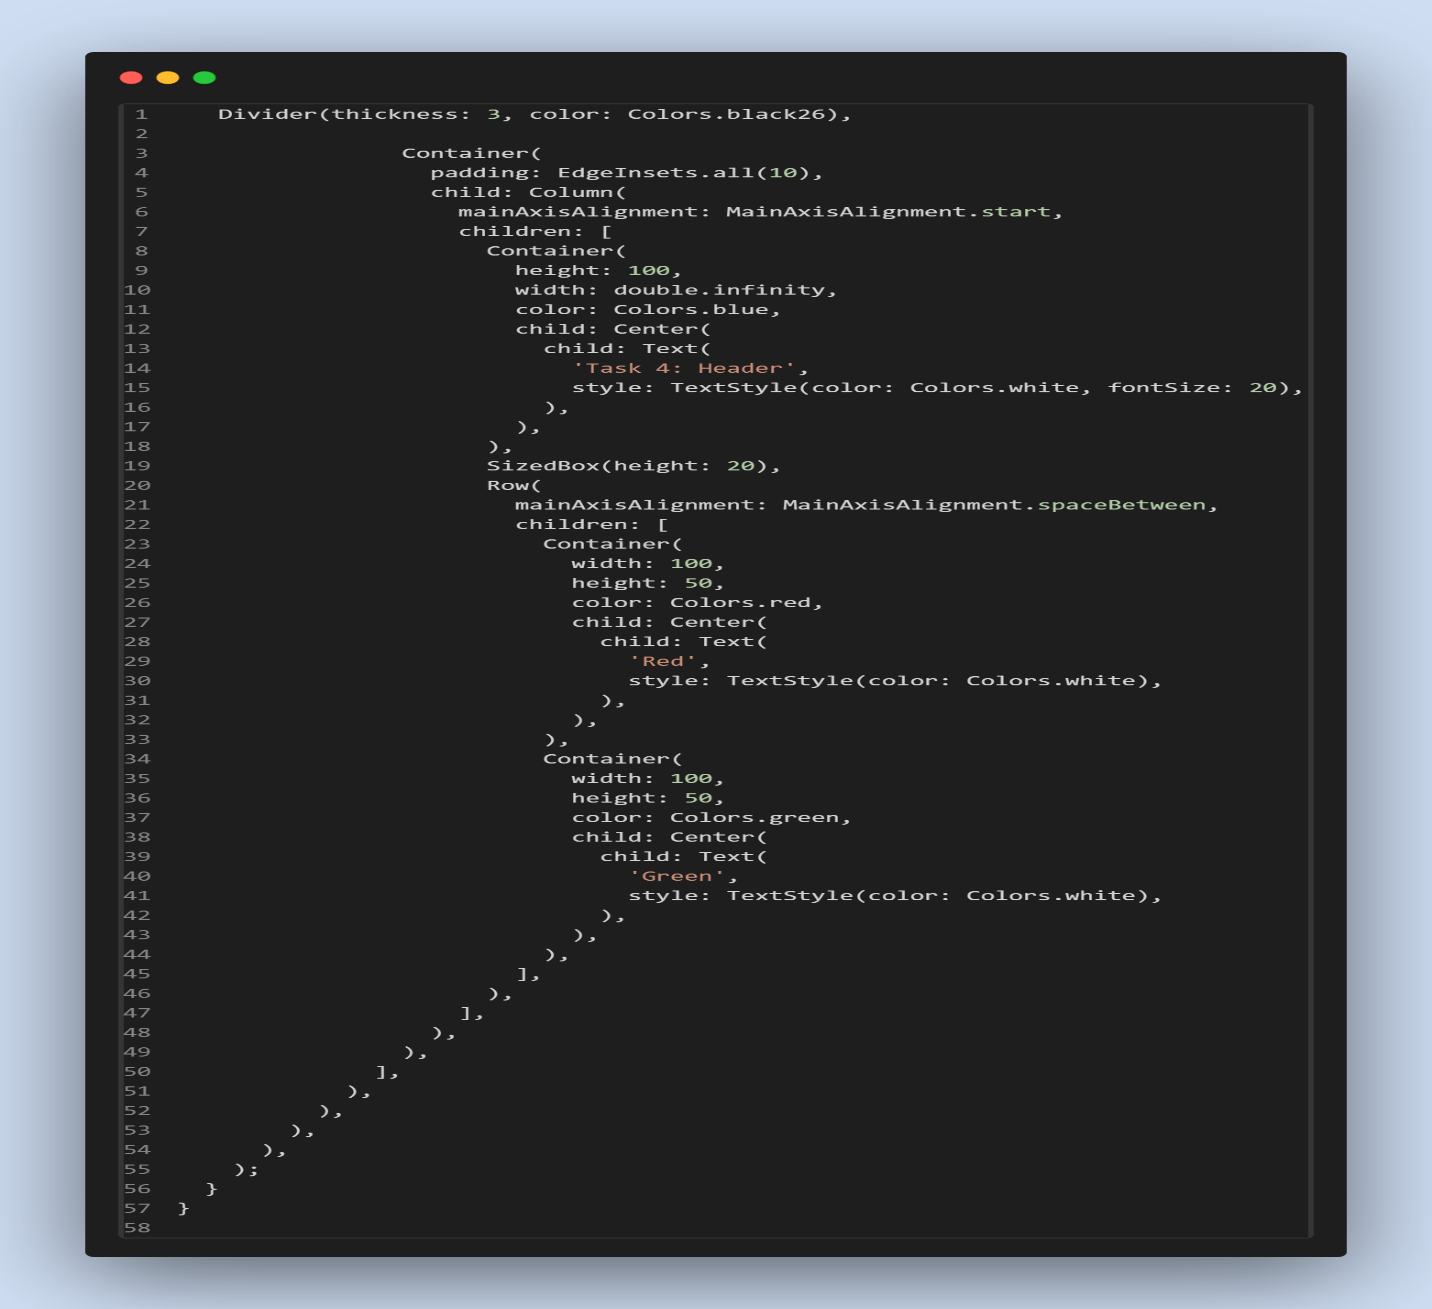 1 Divider(thickness: 3, color: Colors.black26),
2
3 Container(
4 padding: EdgeInsets.all(10),
5 child: Column(
6 mainAxisAlignment: MainAxisAlignment.start,
7 children: [
8 Container(
9 height: 100,
10 width: double.infinity,
11 color: Colors.blue,
12 child: Center(
13 child: Text(
14 'Task 4: Header',
15 style: TextStyle(color: Colors.white, fontSize: 20),
16 ),
17 ),
18 ),
19 SizedBox(height: 20),
20 Row(
21 mainAxisAlignment: MainAxisAlignment.spaceBetween,
22 children: [
23 Container(
24 width: 100,
25 height: 50,
26 color: Colors.red,
27 child: Center(
28 child: Text(
29 'Red',
30 style: TextStyle(color: Colors.white),
31 ),
32 ),
33 ),
34 Container(
35 width: 100,
36 height: 50,
37 color: Colors.green,
38 child: Center(
39 child: Text(
40 'Green',
41 style: TextStyle(color: Colors.white),
42 ),
43 ),
44 ),
45 ],
46 ),
47 ],
48 ),
49 ),
50 ],
51 ),
52 ),
53 ),
54 ),
55 );
56 }
57 }
58